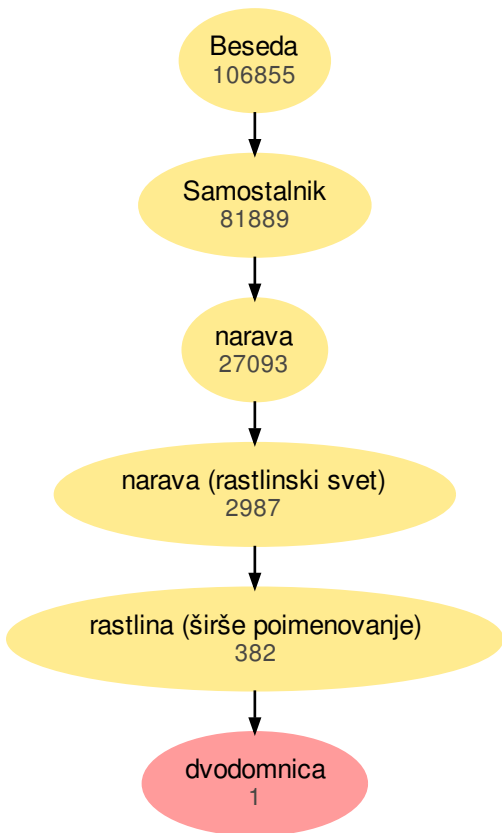 Beseda
106855
Samostalnik
81889
narava
27093
narava (rastlinski svet)
2987
rastlina (širše poimenovanje)
382
dvodomnica
1